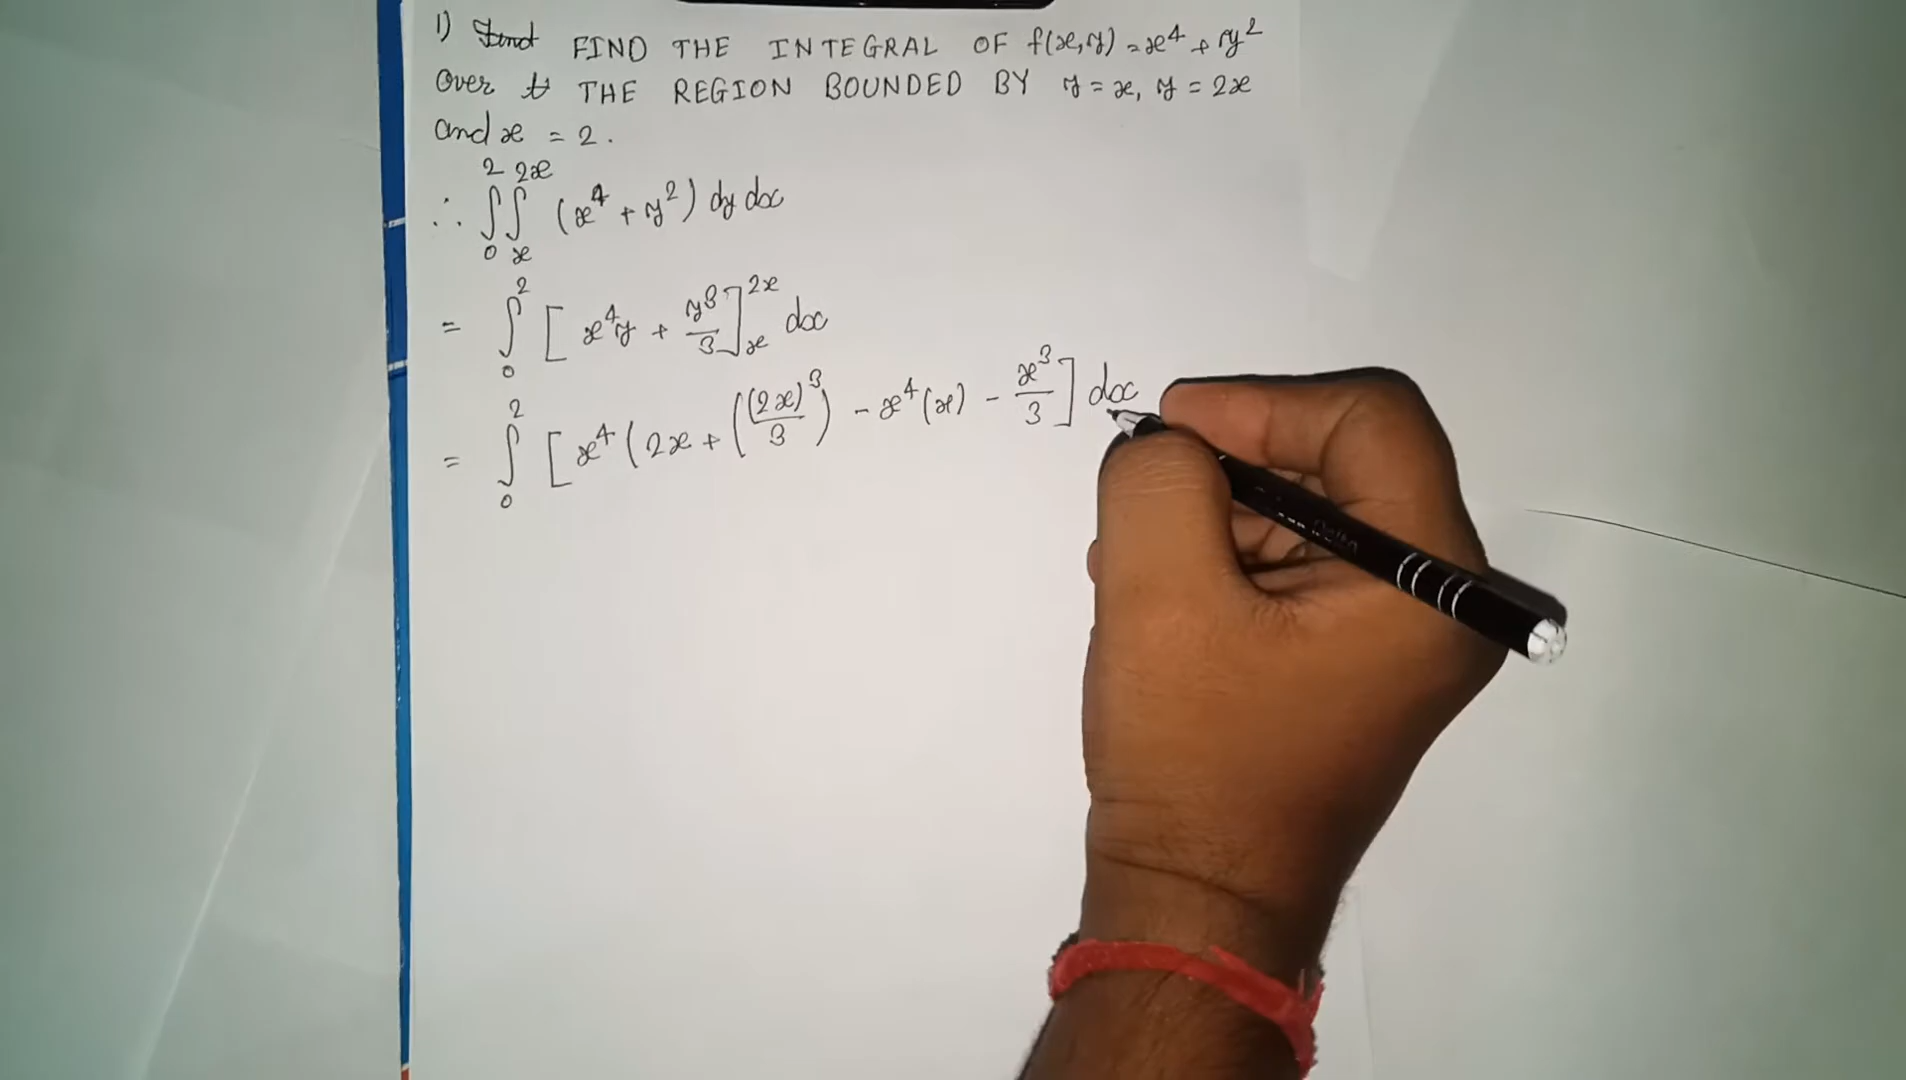 1) Find FIND THE INTEGRAL OF f(x,y) = x⁴ + y²
Over t THE REGION BOUNDED BY y = x, y = 2x
and x = 2.
∴ ∫₀² ∫ₓ²ˣ (x⁴ + y²) dy dx
= ∫₀² [x⁴y + y³/3]ₓ²ˣ dx
= ∫₀² [x⁴(2x + ((2x)³/3) - x⁴(x) - x³/3] dx